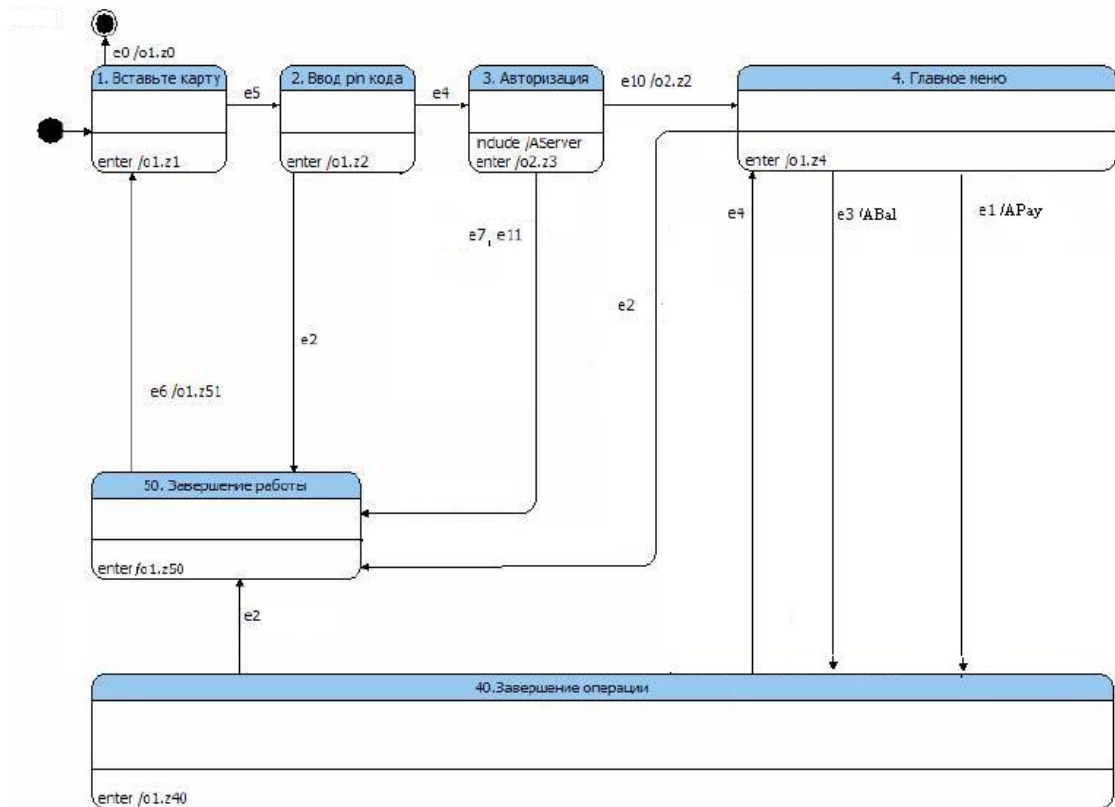 e0 /o1.z0
1. Вставьте карту
2. Ввод pin кода
3. Авторизация
4. Главное меню
e5
e4
e10 /o2.z2
enter /o1.z1
enter /o1.z2
include /AServer
enter /o2.z3
enter /o1.z4
e7, e11
e4
e3 /ABal
e1 /APay
e2
e2
e6 /o1.z51
50. Завершение работы
enter/o1.z50
e2
40.Завершение операции
enter /o1.z40